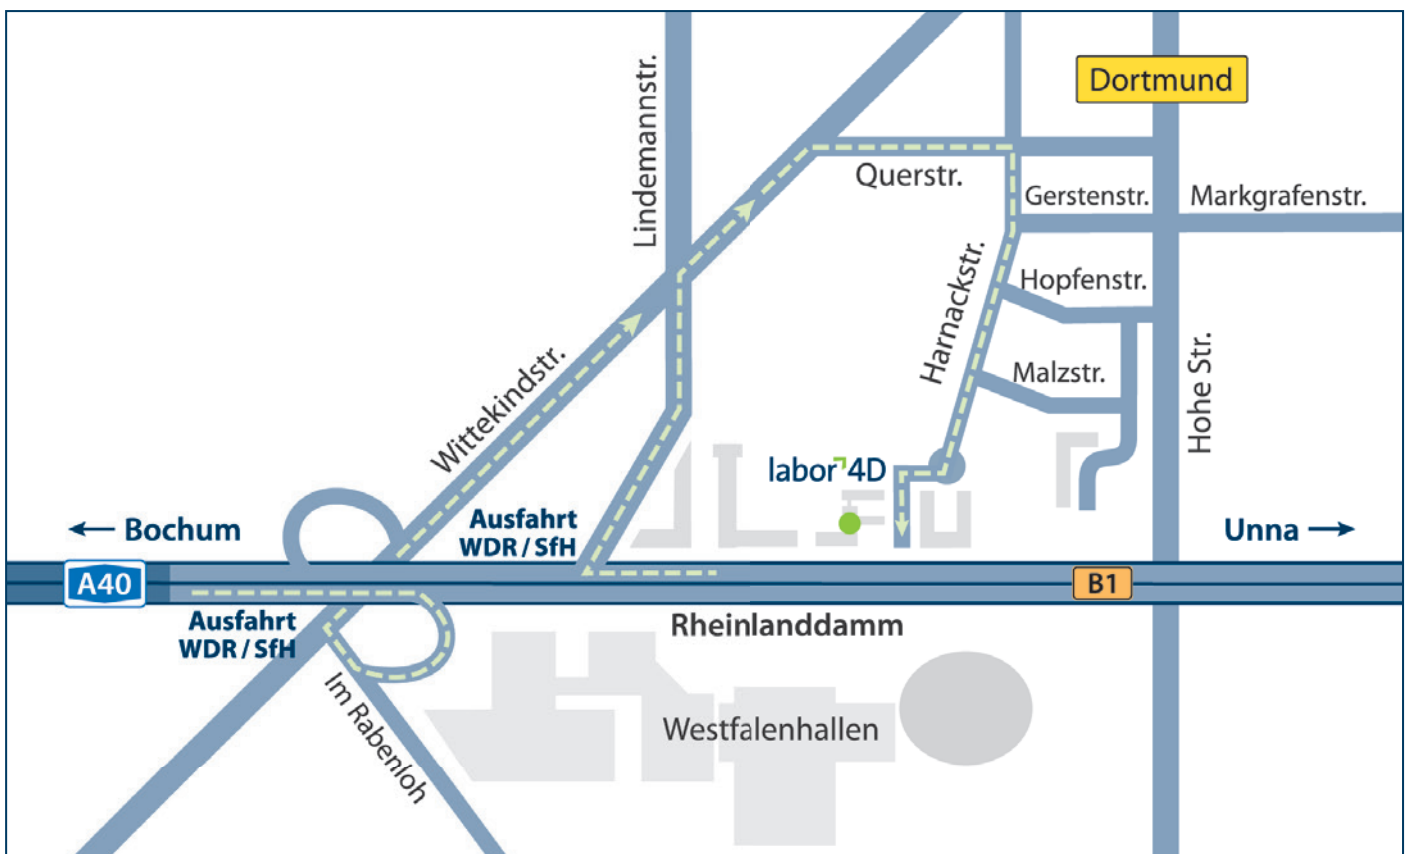 Dortmund
Lindemannstr.
Querstr.
Gerstenstr.
Markgrafenstr.
Harnackstr.
Hopfenstr.
Wittekindstr.
Malzstr.
Hohe Str.
labor 4D
← Bochum
Ausfahrt
WDR / SfH
Unna →
A40
B1
Ausfahrt
WDR / SfH
Rheinlanddamm
Im Rabenloh
Westfalenhallen